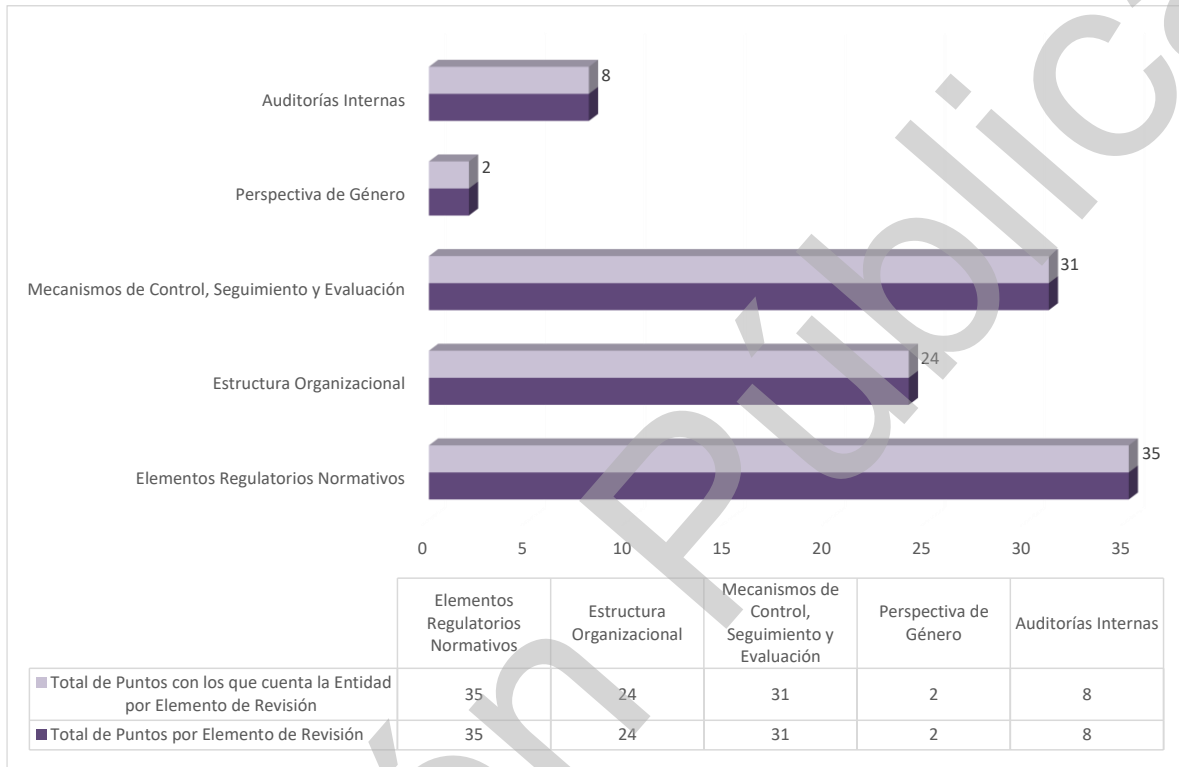 Auditorías Internas
8
Perspectiva de Género
2
Mecanismos de Control, Seguimiento y Evaluación
31
Estructura Organizacional
24
Elementos Regulatorios Normativos
35
0 5 10 15 20 25 30 35
Elementos
Regulatorios
Normativos
Estructura
Organizacional
Mecanismos de
Control,
Seguimiento y
Evaluación
Perspectiva de
Género
Auditorías Internas
Total de Puntos con los que cuenta la Entidad
por Elemento de Revisión
35 24 31 2 8
Total de Puntos por Elemento de Revisión 35 24 31 2 8
ónÚblica